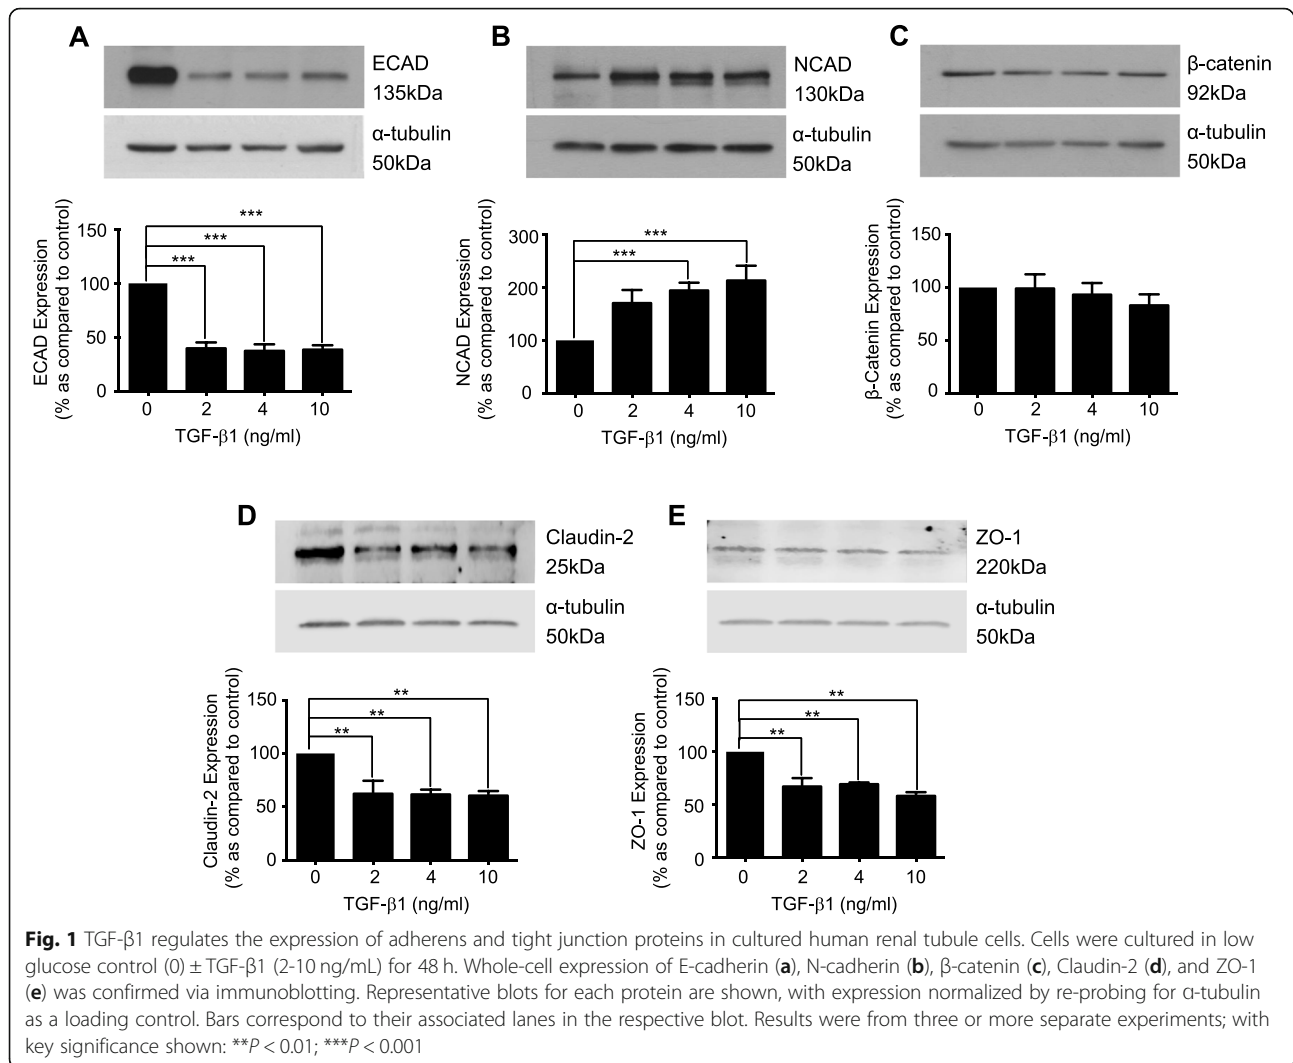 A
ECAD
135kDa
α-tubulin
50kDa
ECAD Expression
(% as compared to control)
150
100
50
0
***
***
***
0 2 4 10
TGF-β1 (ng/ml)
B
NCAD
130kDa
α-tubulin
50kDa
NCAD Expression
(% as compared to control)
300
200
100
0
***
***
0 2 4 10
TGF-β1 (ng/ml)
C
β-catenin
92kDa
α-tubulin
50kDa
β-Catenin Expression
(% as compared to control)
150
100
50
0
0 2 4 10
TGF-β1 (ng/ml)
D
Claudin-2
25kDa
α-tubulin
50kDa
Claudin-2 Expression
(% as compared to control)
150
100
50
0
**
**
**
0 2 4 10
TGF-β1 (ng/ml)
E
ZO-1
220kDa
α-tubulin
50kDa
ZO-1 Expression
(% as compared to control)
150
100
50
0
**
**
**
0 2 4 10
TGF-β1 (ng/ml)
Fig. 1 TGF-β1 regulates the expression of adherens and tight junction proteins in cultured human renal tubule cells. Cells were cultured in low
glucose control (0) ± TGF-β1 (2-10 ng/mL) for 48 h. Whole-cell expression of E-cadherin (a), N-cadherin (b), β-catenin (c), Claudin-2 (d), and ZO-1
(e) was confirmed via immunoblotting. Representative blots for each protein are shown, with expression normalized by re-probing for α-tubulin
as a loading control. Bars correspond to their associated lanes in the respective blot. Results were from three or more separate experiments; with
key significance shown: **P < 0.01; ***P < 0.001